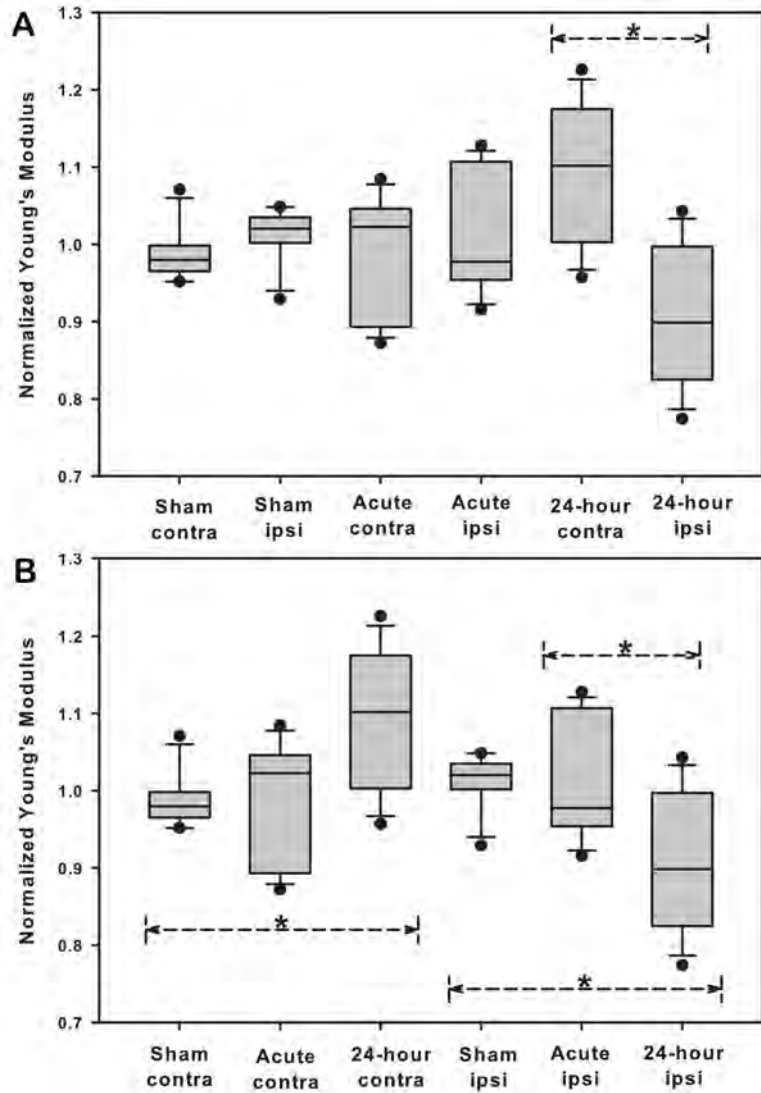 A
Normalized Young's Modulus
1.3
1.2
1.1
1.0
0.9
0.8
0.7
*
Sham
contra
Sham
ipsi
Acute
contra
Acute
ipsi
24-hour
contra
24-hour
ipsi
B
Normalized Young's Modulus
1.3
1.2
1.1
1.0
0.9
0.8
0.7
*
*
*
Sham
contra
Acute
contra
24-hour
contra
Sham
ipsi
Acute
ipsi
24-hour
ipsi